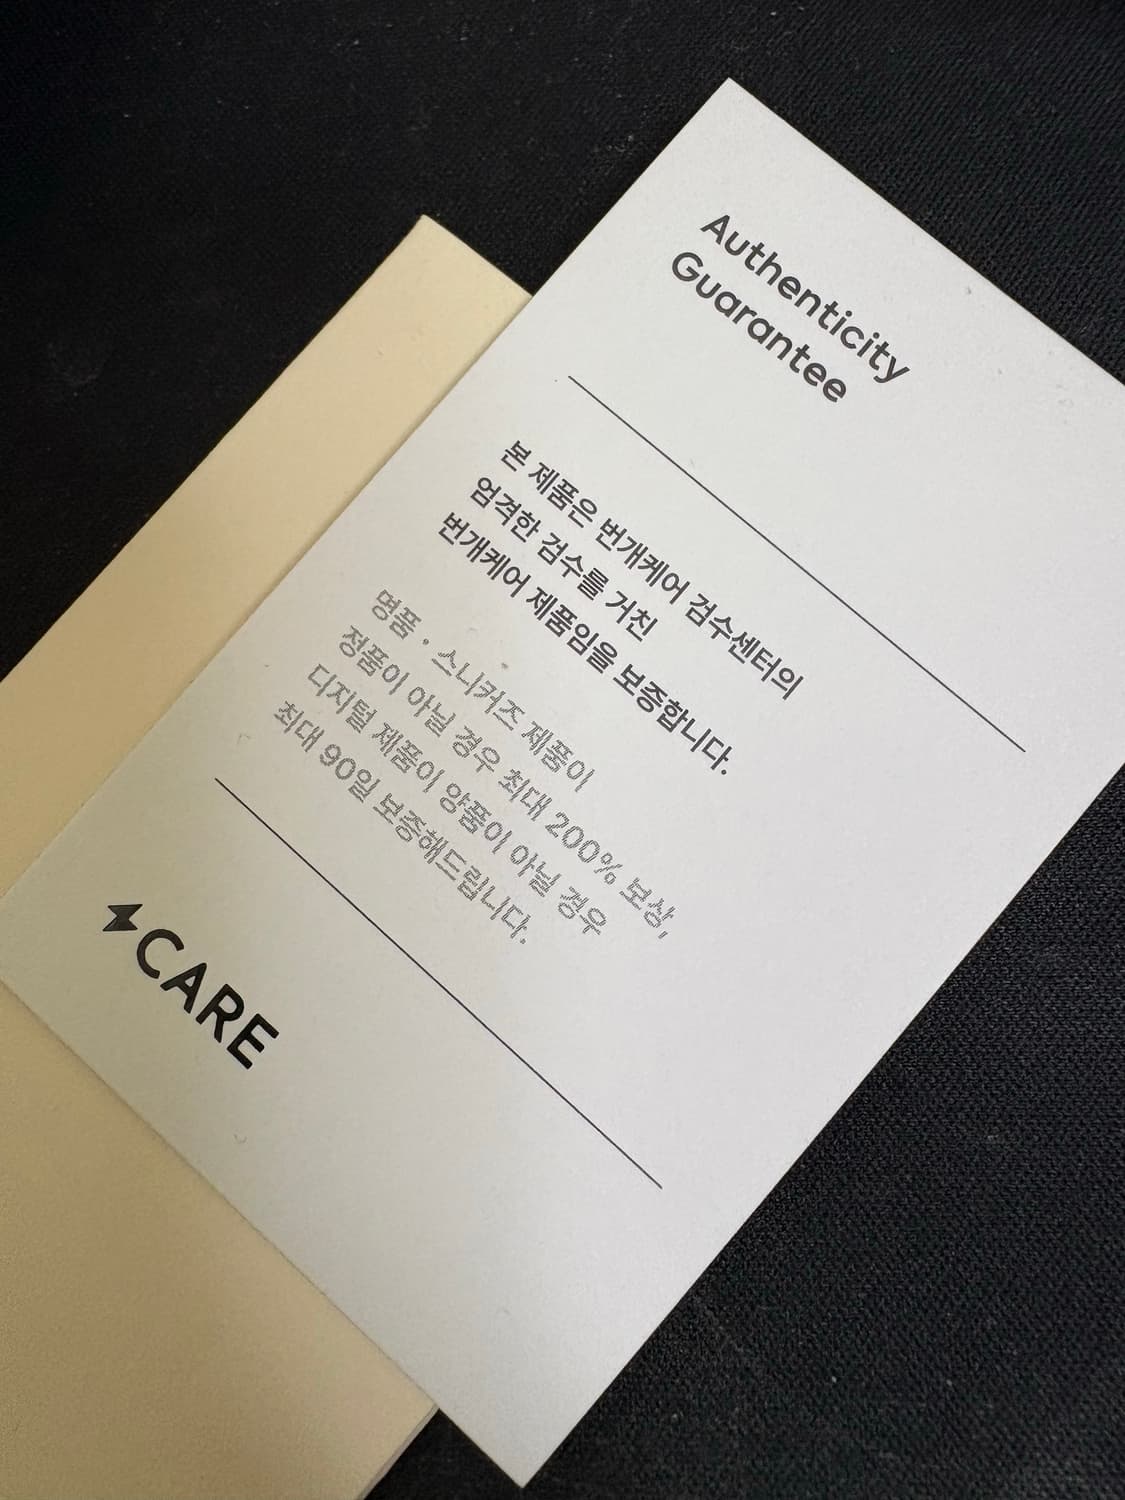 Authenticity
Guarantee
본 제품은 번개케어 검수센터의
엄격한 검수를 거친
번개케어 제품임을 보증합니다.
명품 · 스니커즈 제품이
정품이 아닐 경우 최대 200% 보상,
디지털 제품이 양품이 아닐 경우
최대 90일 보증해드립니다.
CARE